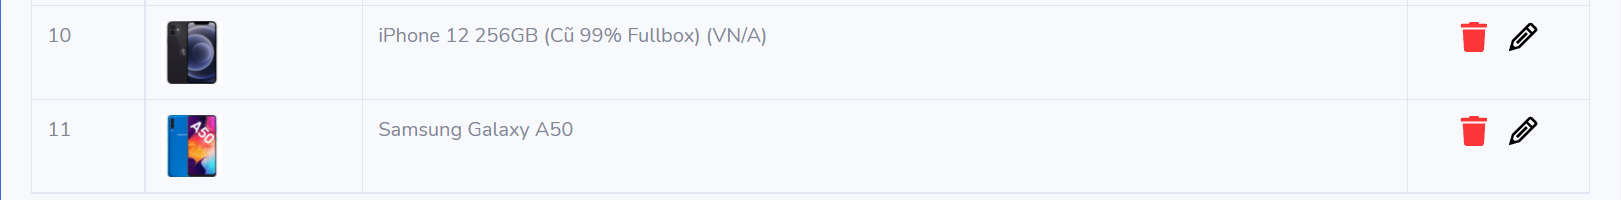 10 iPhone 12 256GB (Cũ 99% Fullbox) (VN/A)
A50
11 Samsung Galaxy A50